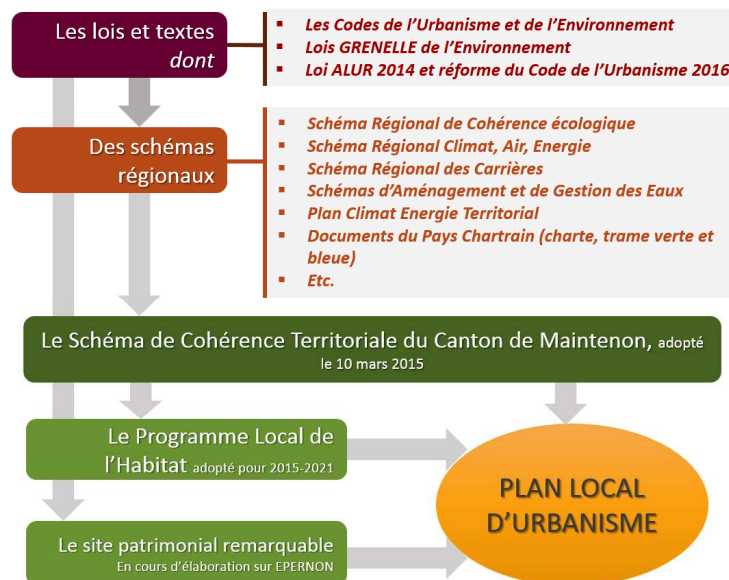 Les lois et textes
dont
▪ Les Codes de l'Urbanisme et de l'Environnement
▪ Lois GRENELLE de l'Environnement
▪ Loi ALUR 2014 et réforme du Code de l'Urbanisme 2016
Des schémas
régionaux
▪ Schéma Régional de Cohérence écologique
▪ Schéma Régional Climat, Air, Energie
▪ Schéma Régional des Carrières
▪ Schémas d'Aménagement et de Gestion des Eaux
▪ Plan Climat Energie Territorial
▪ Documents du Pays Chartrain (charte, trame verte et
bleue)
▪ Etc.
Le Schéma de Cohérence Territoriale du Canton de Maintenon, adopté
le 10 mars 2015
Le Programme Local de
l'Habitat adopté pour 2015-2021
PLAN LOCAL
D'URBANISME
Le site patrimonial remarquable
En cours d'élaboration sur EPERNON